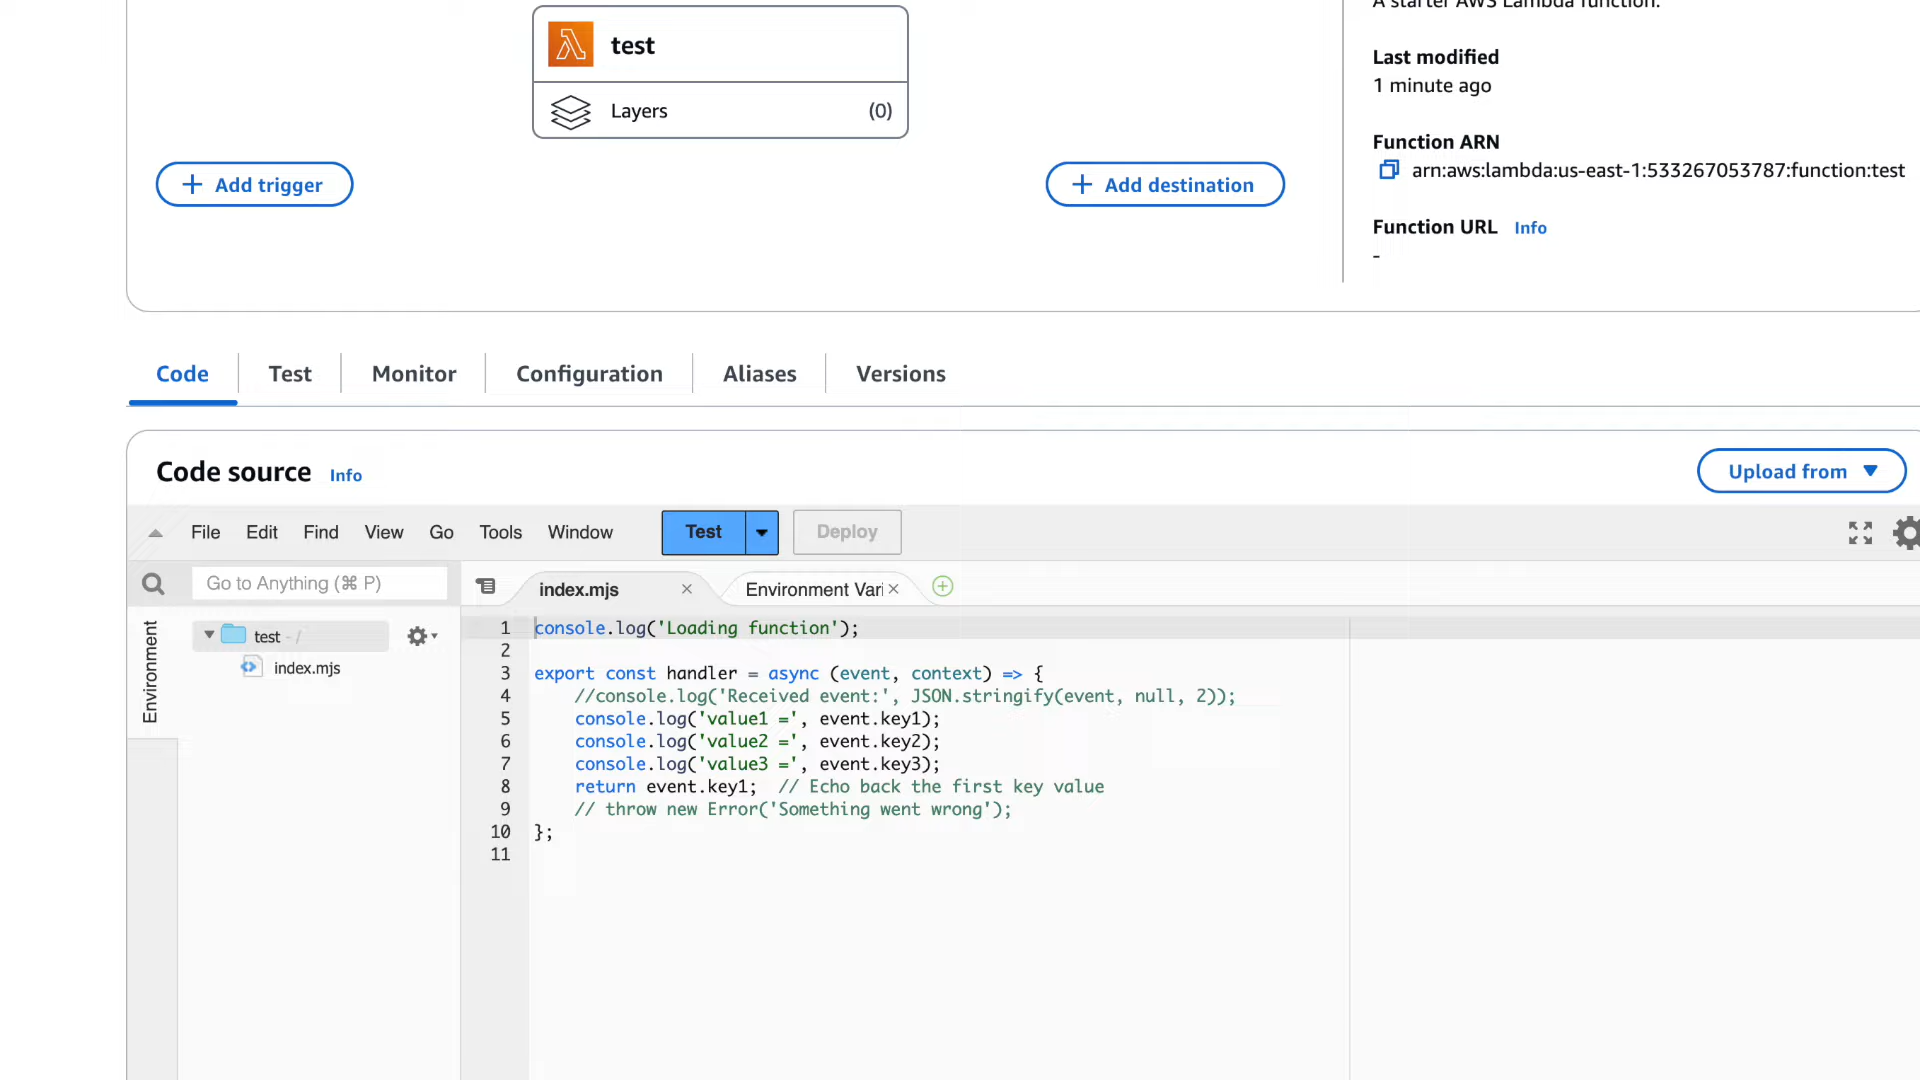 A starter AWS Lambda function.
test
Last modified
1 minute ago
Layers (0)
Function ARN
arn:aws:lambda:us-east-1:533267053787:function:test
Add trigger
Add destination
Function URL Info
-
Code Test Monitor Configuration Aliases Versions
Code source Info
Upload from
File Edit Find View Go Tools Window Test Deploy
Go to Anything (⌘ P)
index.mjs
Environment Vari
Environment
test - /
index.mjs
1 console.log('Loading function');
2
3 export const handler = async (event, context) => {
4 //console.log('Received event:', JSON.stringify(event, null, 2));
5 console.log('value1 =', event.key1);
6 console.log('value2 =', event.key2);
7 console.log('value3 =', event.key3);
8 return event.key1;  // Echo back the first key value
9 // throw new Error('Something went wrong');
10 };
11